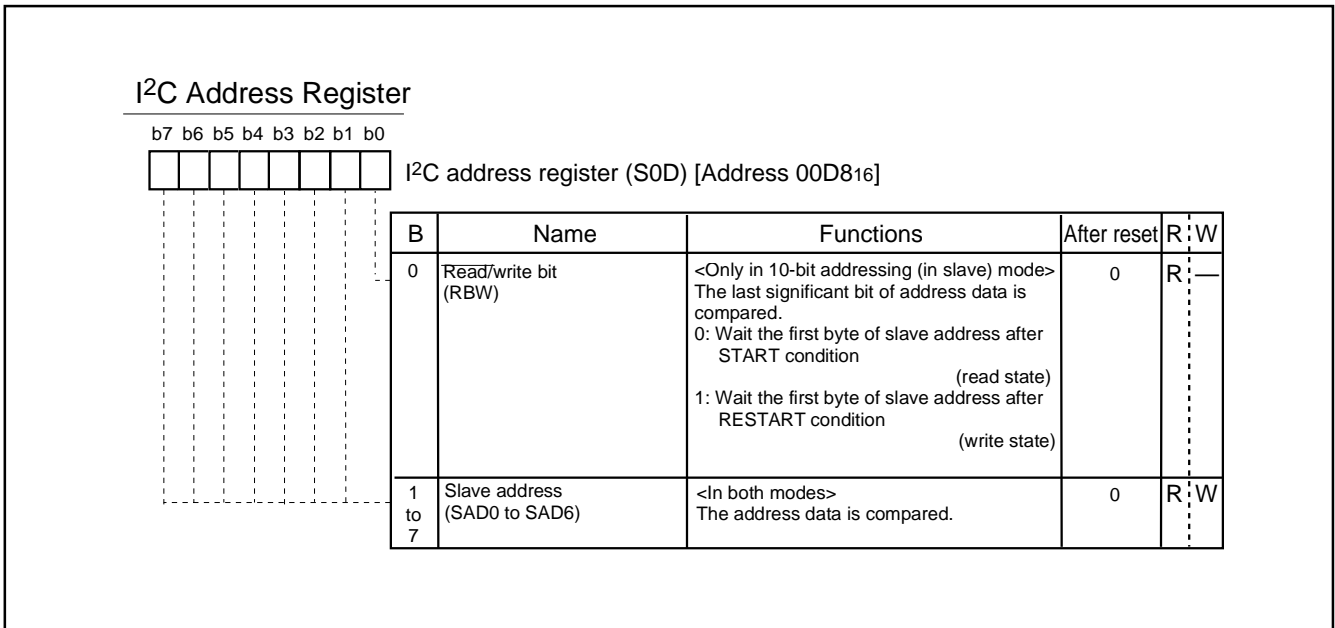 I2C Address Register
b7 b6 b5 b4 b3 b2 b1 b0
I2C address register (S0D) [Address 00D816]
B Name Functions After reset R W
0 Read/write bit <Only in 10-bit addressing (in slave) mode> 0 R —
(RBW) The last significant bit of address data is
compared.
0: Wait the first byte of slave address after
START condition
(read state)
1: Wait the first byte of slave address after
RESTART condition
(write state)
1 Slave address <In both modes> 0 R W
to (SAD0 to SAD6) The address data is compared.
7